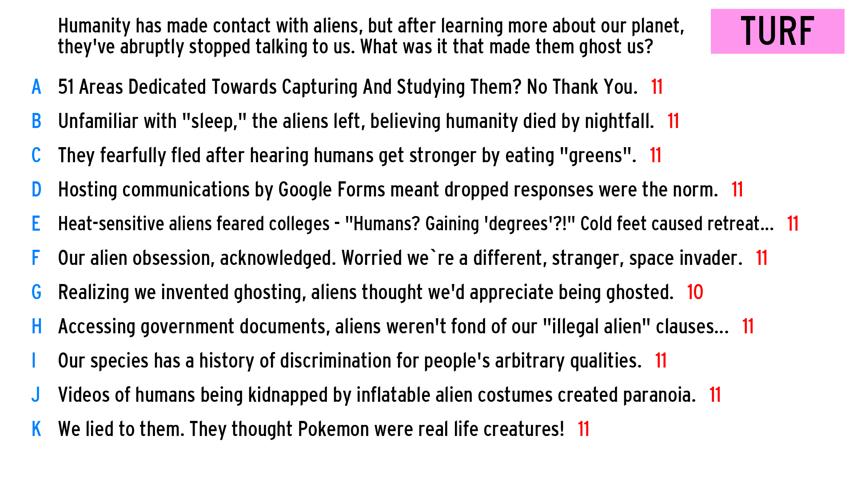 Humanity has made contact with aliens, but after learning more about our planet,
they've abruptly stopped talking to us. What was it that made them ghost us?
TURF
A 51 Areas Dedicated Towards Capturing And Studying Them? No Thank You. 11
B Unfamiliar with "sleep," the aliens left, believing humanity died by nightfall. 11
C They fearfully fled after hearing humans get stronger by eating "greens". 11
D Hosting communications by Google Forms meant dropped responses were the norm. 11
E Heat-sensitive aliens feared colleges - "Humans? Gaining 'degrees'?!" Cold feet caused retreat... 11
F Our alien obsession, acknowledged. Worried we`re a different, stranger, space invader. 11
G Realizing we invented ghosting, aliens thought we'd appreciate being ghosted. 10
H Accessing government documents, aliens weren't fond of our "illegal alien" clauses... 11
I Our species has a history of discrimination for people's arbitrary qualities. 11
J Videos of humans being kidnapped by inflatable alien costumes created paranoia. 11
K We lied to them. They thought Pokemon were real life creatures! 11